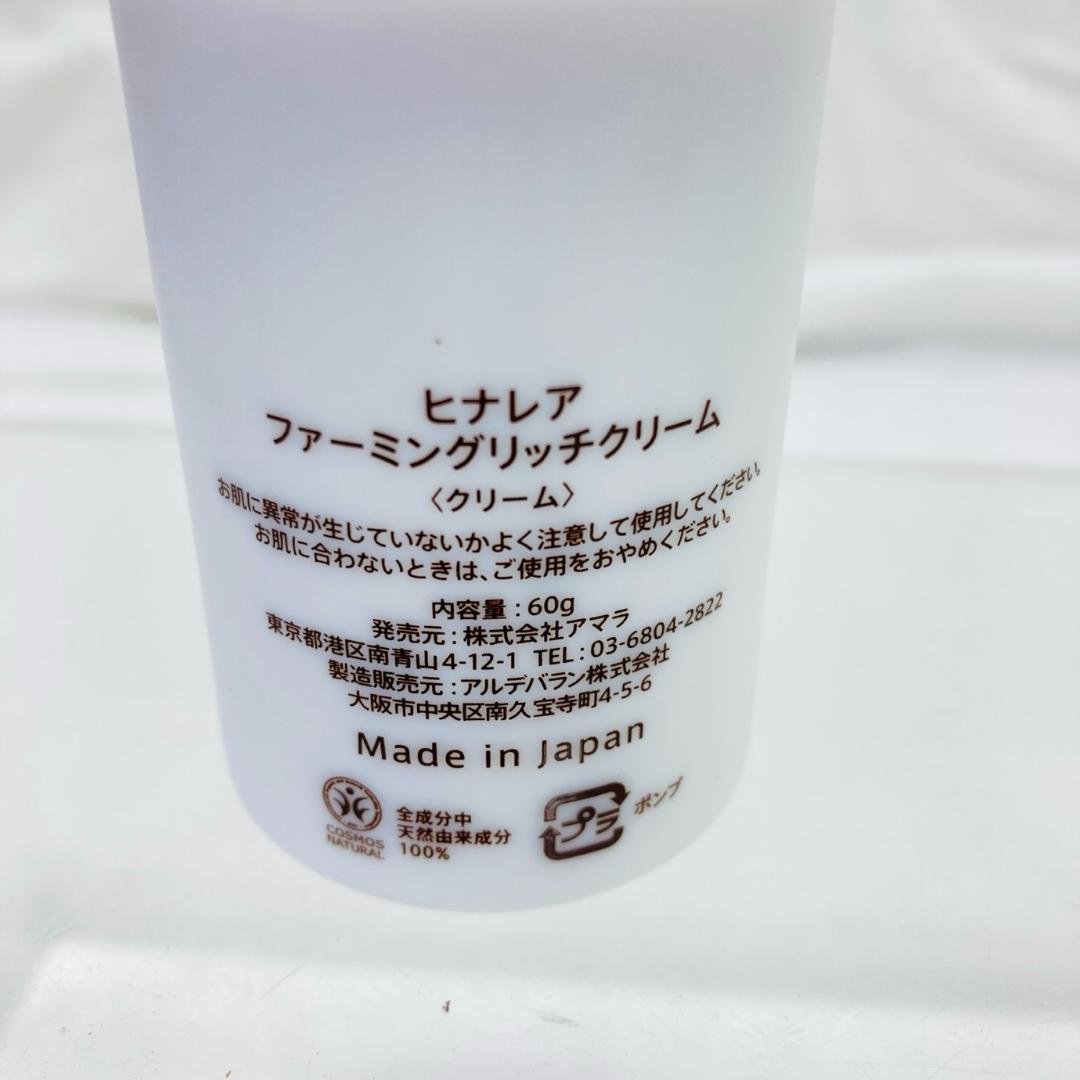 ヒナレア
ファーミングリッチクリーム
〈クリーム〉
お肌に異常が生じていないかよく注意して使用してください。
お肌に合わないときは、ご使用をおやめください。
内容量：60g
発売元：株式会社アマラ
東京都港区南青山4-12-1 TEL：03-6804-2822
製造販売元：アルデバラン株式会社
大阪市中央区南久宝寺町4-5-6
Made in Japan
COSMOS
NATURAL
全成分中
天然由来成分
100%
プラ
ポンプ